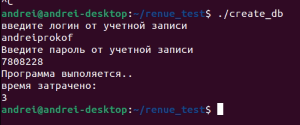 ^C
andrei@andrei-desktop:~/renue_test$ ./create_db
введите логин от учетной записи
andreiprokof
Введите пароль от учетной записи
7808228
Программа выполяется..
время затрачено:
3
andrei@andrei-desktop:~/renue_test$